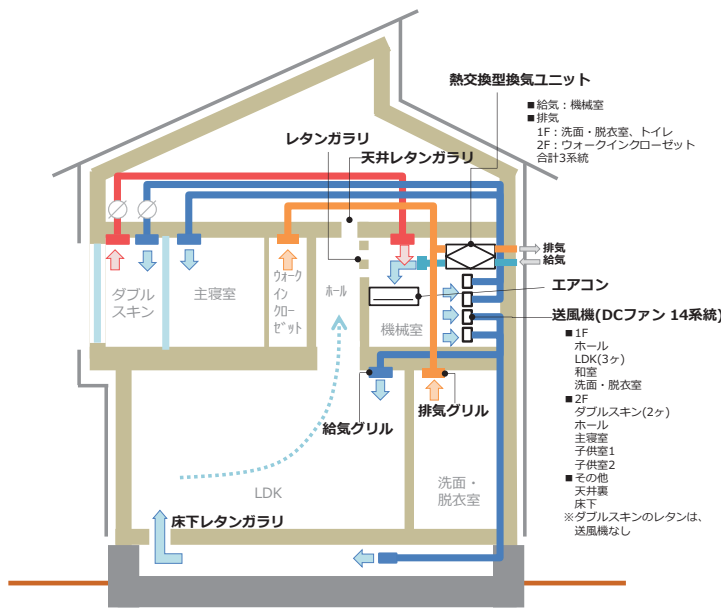 熱交換型換気ユニット
■給気：機械室
■排気
1F：洗面・脱衣室、トイレ
2F：ウォークインクローゼット
合計3系統
レタンガラリ
天井レタンガラリ
排気
給気
エアコン
送風機(DCファン 14系統)
■1F
ホール
LDK(3ヶ)
和室
洗面・脱衣室
■2F
ダブルスキン(2ヶ)
ホール
主寝室
子供室1
子供室2
■その他
天井裏
床下
※ダブルスキンのレタンは、
送風機なし
ダブル
スキン
主寝室
ｳｫｰｸ
ｲﾝ
ｸﾛｰ
ｾﾞｯﾄ
ﾎｰﾙ
機械室
給気グリル
排気グリル
LDK
洗面・
脱衣室
床下レタンガラリ